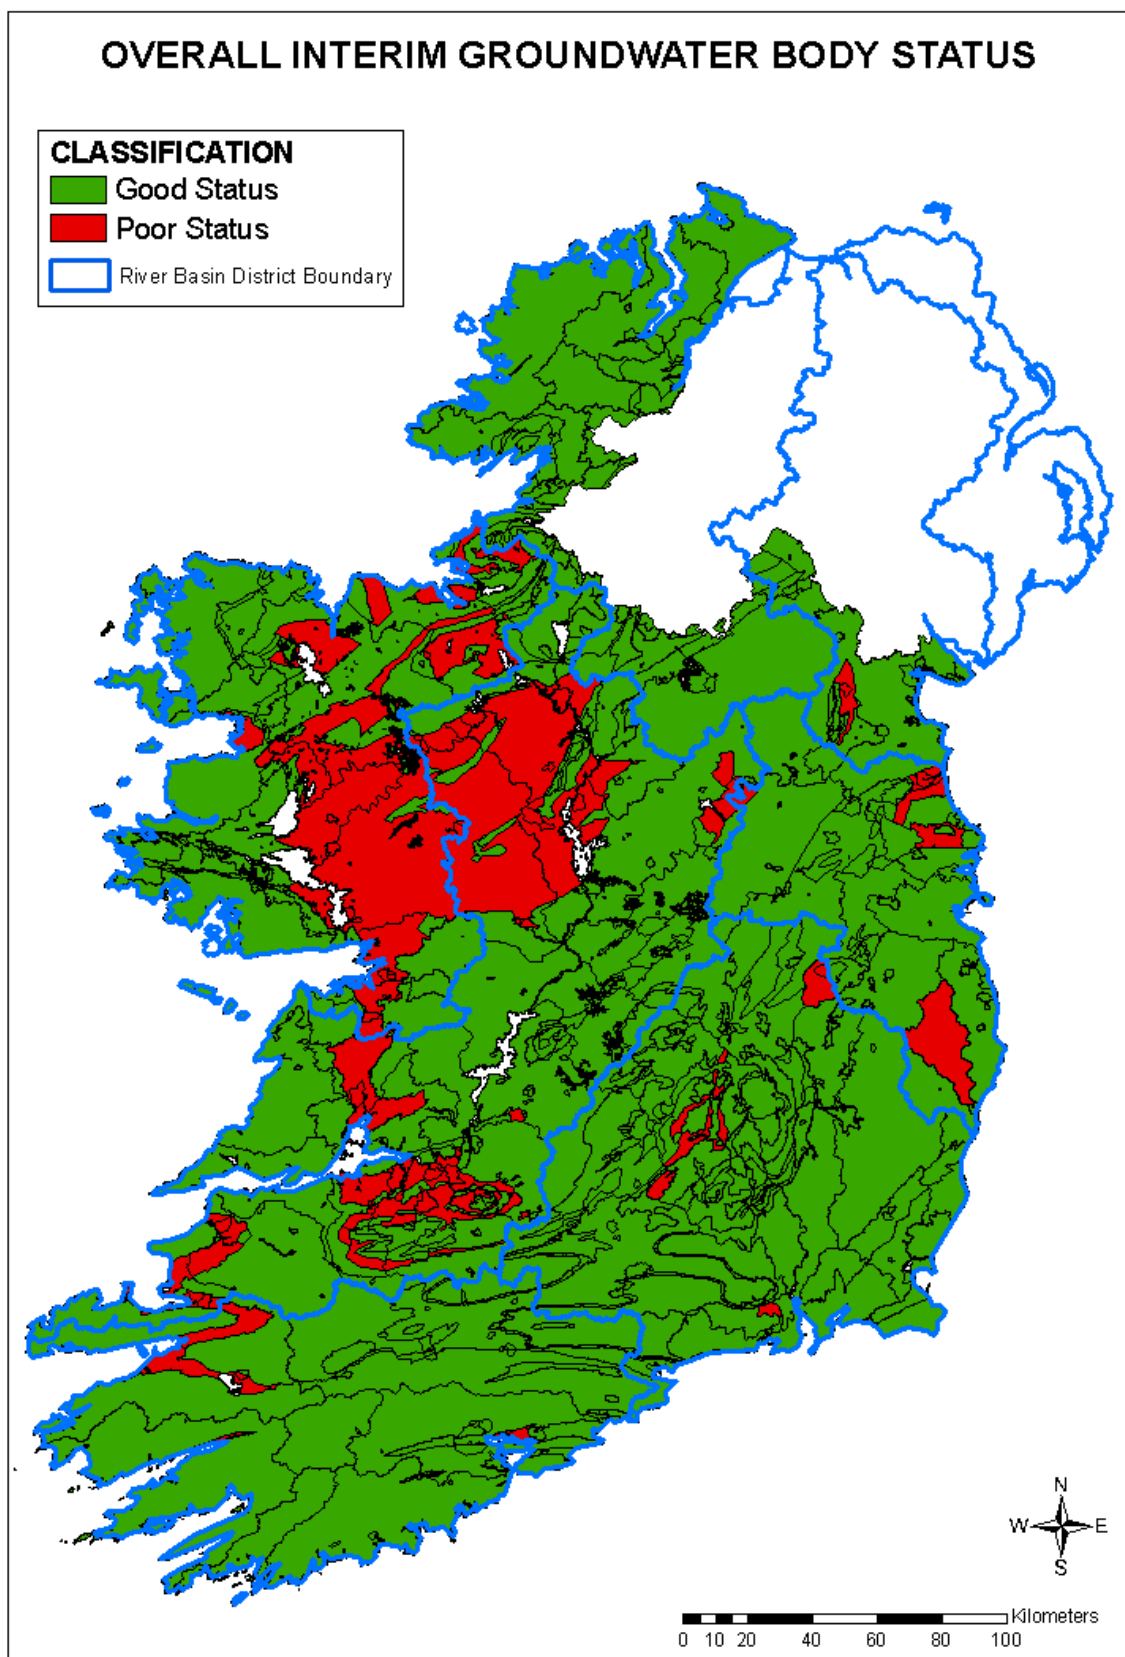 OVERALL INTERIM GROUNDWATER BODY STATUS
CLASSIFICATION
Good Status
Poor Status
River Basin District Boundary
N
W E
S
Kilometers
0 10 20 40 60 80 100